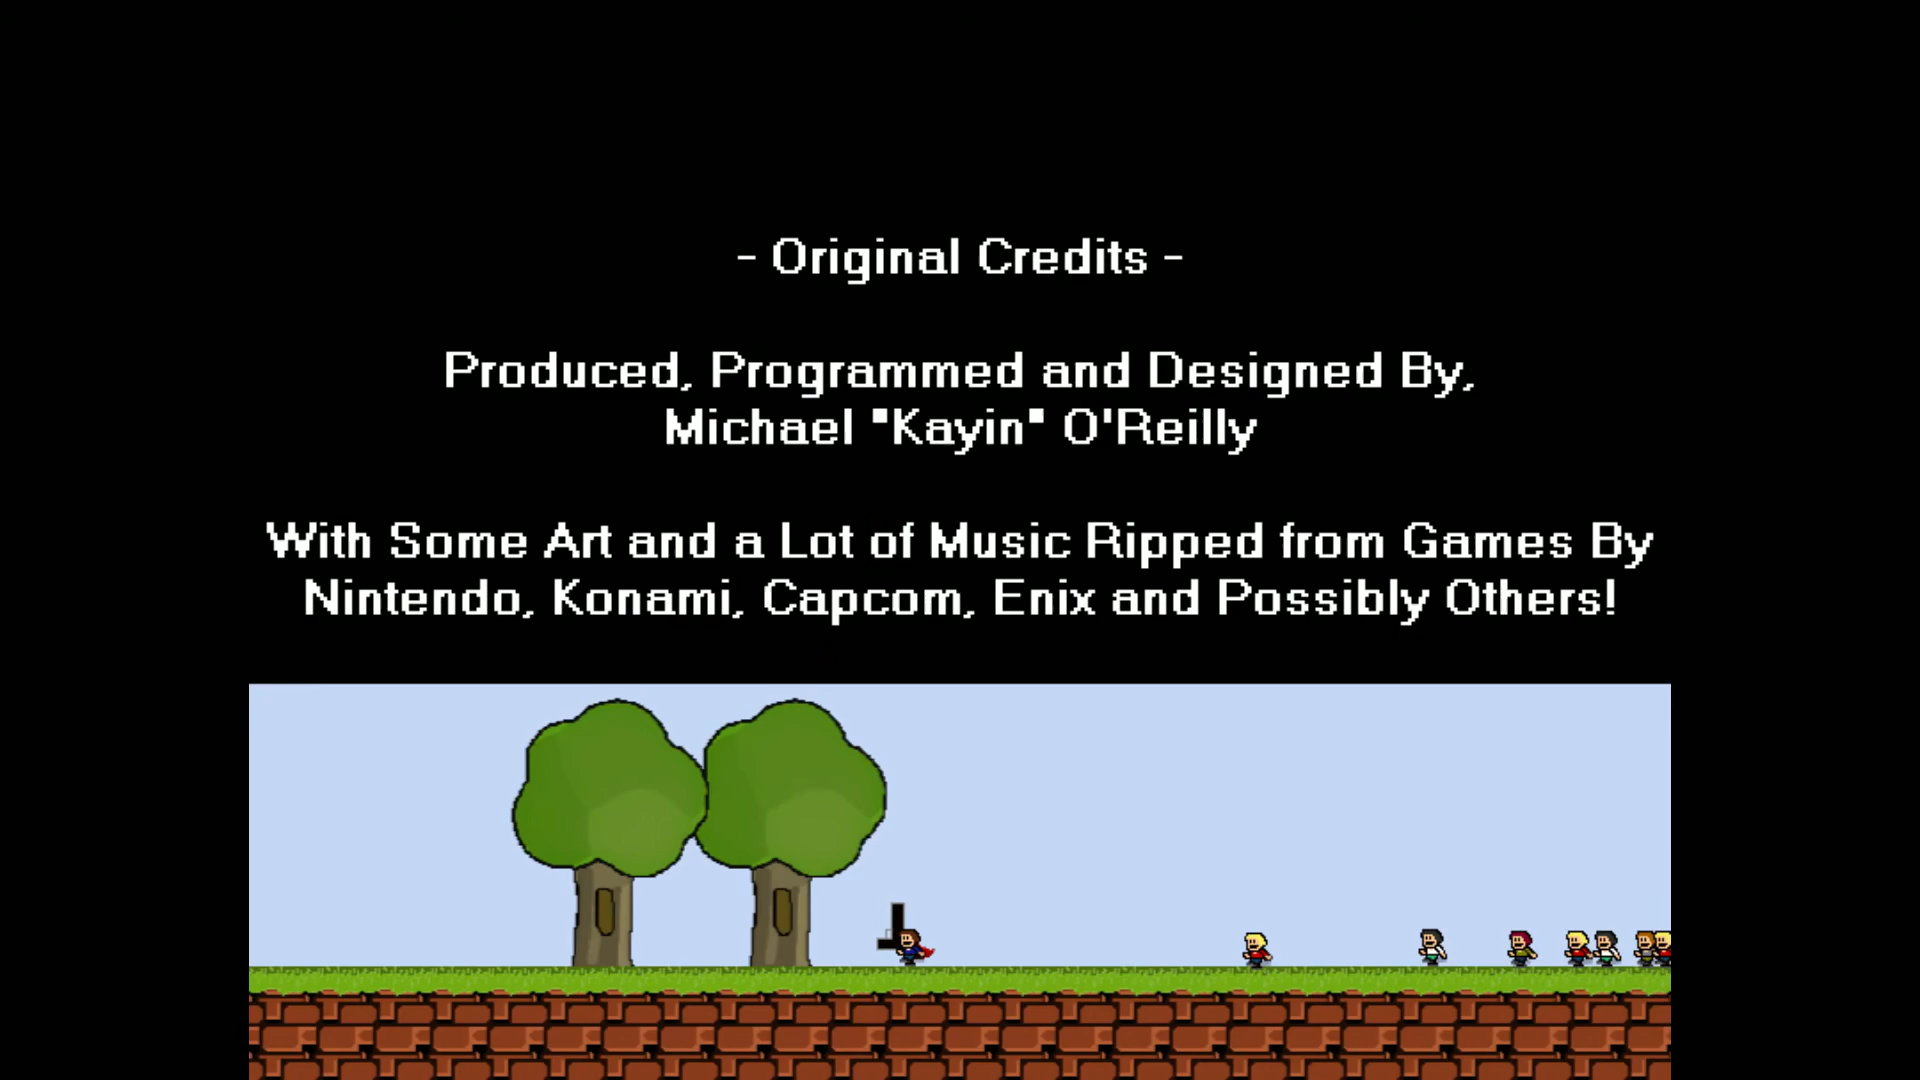 - Original Credits -
Produced, Programmed and Designed By,
Michael "Kayin" O'Reilly
With Some Art and a Lot of Music Ripped from Games By
Nintendo, Konami, Capcom, Enix and Possibly Others!